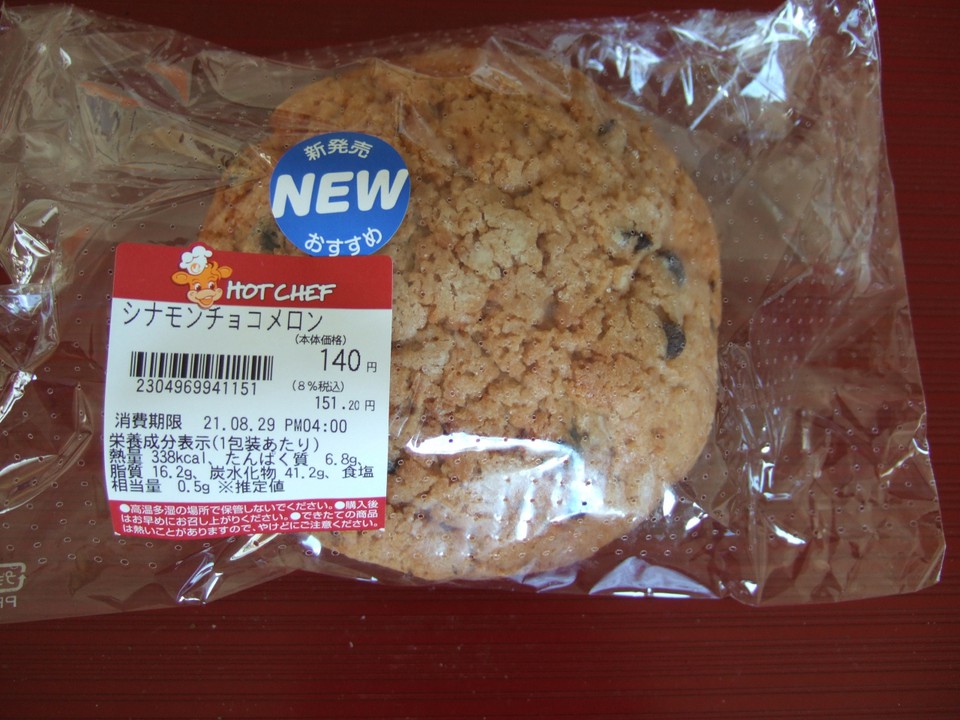 新発売
NEW
おすすめ
HOT CHEF
シナモンチョコメロン
(本体価格)
140円
2304969941151
(8%税込)
151.20円
消費期限 21.08.29 PM04:00
栄養成分表示(1包装あたり)
熱量 338kcal、たんぱく質 6.8g、
脂質 16.2g、炭水化物 41.2g、食塩
相当量 0.5g ※推定値
●高温多湿の場所で保管しないでください。●購入後
はお早めにお召し上がりください。●できたての商品
は熱いことがありますので、やけどにご注意ください。